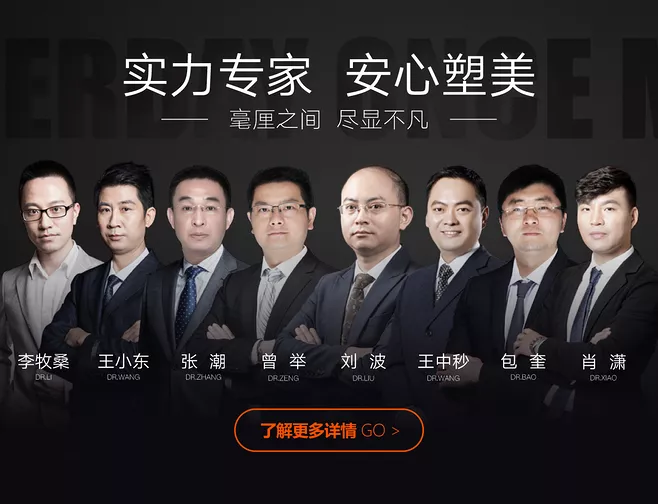 实力专家 安心塑美
毫厘之间 尽显不凡
李牧桑 王小东 张潮 曾举 刘波 王中秒 包奎 肖潇
DR.LI DR.WANG DR.ZHANG DR.ZENG DR.LIU DR.WANG DR.BAO DR.XIAO
了解更多详情 GO >